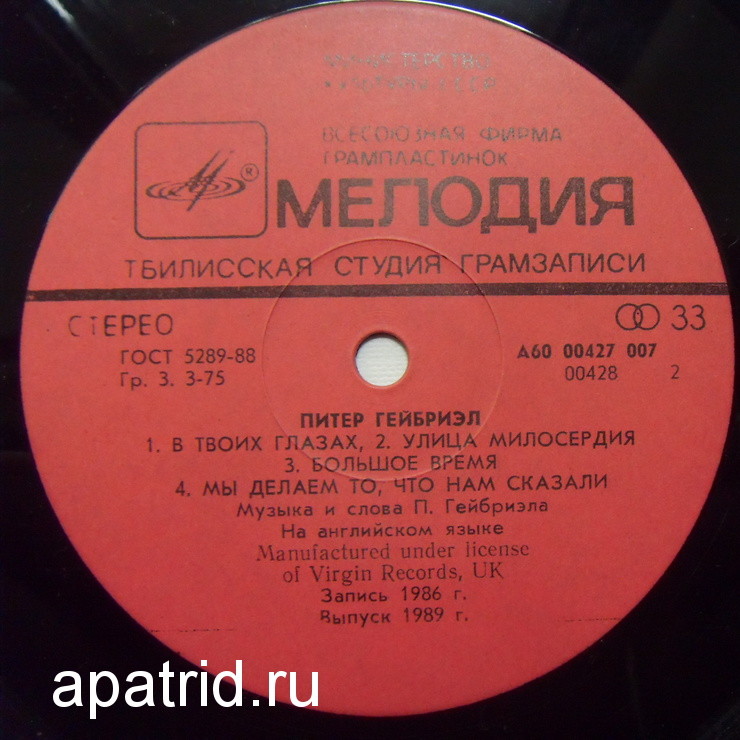 МИНИСТЕРСТВО
КУЛЬТУРЫ СССР
ВСЕСОЮЗНАЯ ФИРМА
ГРАМПЛАСТИНОК
®
МЕЛОДИЯ
ТБИЛИССКАЯ СТУДИЯ ГРАМЗАПИСИ
СТЕРЕО
33
ГОСТ 5289-88
Гр. 3. 3-75
А60 00427 007
00428 2
ПИТЕР ГЕЙБРИЭЛ
1. В ТВОИХ ГЛАЗАХ, 2. УЛИЦА МИЛОСЕРДИЯ
3. БОЛЬШОЕ ВРЕМЯ
4. МЫ ДЕЛАЕМ ТО, ЧТО НАМ СКАЗАЛИ
Музыка и слова П. Гейбриэла
На английском языке
Manufactured under license
of Virgin Records, UK
Запись 1986 г.
Выпуск 1989 г.
apatrid.ru